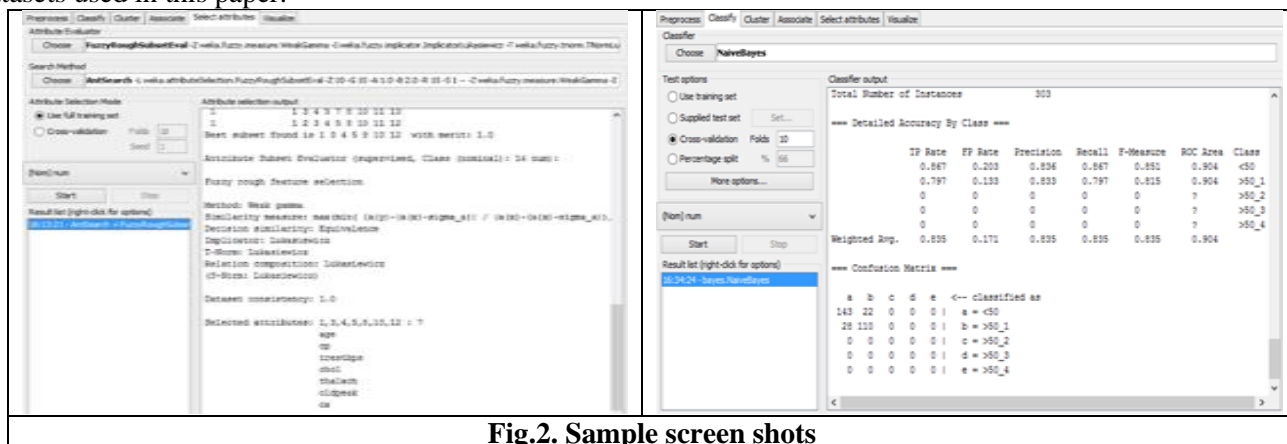 atasets used in this paper.
Preprocess Classify Cluster Associate Select attributes Visualize
Attribute Evaluator
Choose FuzzyRoughSubsetEval
Search Method
Choose AntSearch
Attribute Selection Mode
Use full training set
Cross-validation Folds 10
Seed 1
(Nom) num
Start Stop
Result list (right-click for options)
Attribute selection output
Best subset found is 1 3 4 5 8 10 12 with merit: 1.0
Attribute Subset Evaluator (supervised, Class (nominal): 14 num):
Fuzzy rough feature selection
Method: Weak gamma
Decision similarity: Equivalence
Implicator: Lukasiewicz
T-Norm: Lukasiewicz
Relation composition: Lukasiewicz
(S-Norm: Lukasiewicz)
Dataset consistency: 1.0
Selected attributes: 1,3,4,5,8,10,12 : 7
age
cp
trestbps
chol
thalach
oldpeak
ca
Preprocess Classify Cluster Associate Select attributes Visualize
Classifier
Choose NaiveBayes
Test options
Use training set
Supplied test set Set...
Cross-validation Folds 10
Percentage split % 66
More options...
(Nom) num
Start Stop
Result list (right-click for options)
16:34:24 - bayes.NaiveBayes
Classifier output
Total Number of Instances 303
=== Detailed Accuracy By Class ===
TP Rate FP Rate Precision Recall F-Measure ROC Area Class
0.867 0.203 0.836 0.867 0.851 0.904 <50
0.797 0.133 0.833 0.797 0.815 0.904 >50_1
0 0 0 0 0 ? >50_2
0 0 0 0 0 ? >50_3
0 0 0 0 0 ? >50_4
Weighted Avg. 0.835 0.171 0.835 0.835 0.835 0.904
=== Confusion Matrix ===
a b c d e <-- classified as
143 22 0 0 0 | a = <50
28 110 0 0 0 | b = >50_1
0 0 0 0 0 | c = >50_2
0 0 0 0 0 | d = >50_3
0 0 0 0 0 | e = >50_4
Fig.2. Sample screen shots